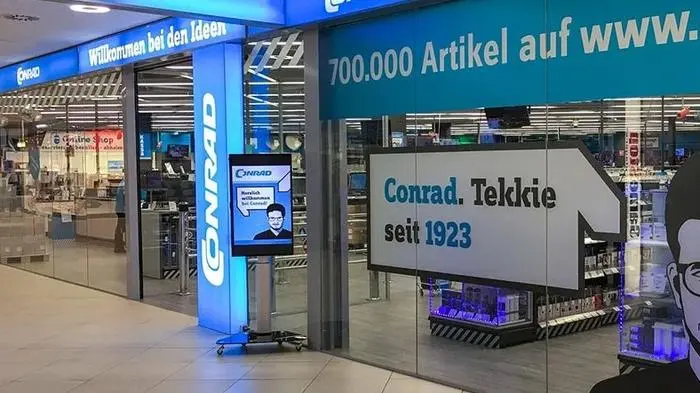 CONRAD
Willkommen bei den Ideen
CONRAD
700.000 Artikel auf www.
Online Shop
CONRAD
Herzlich
willkommen
bei Conrad!
Conrad. Tekkie
seit 1923